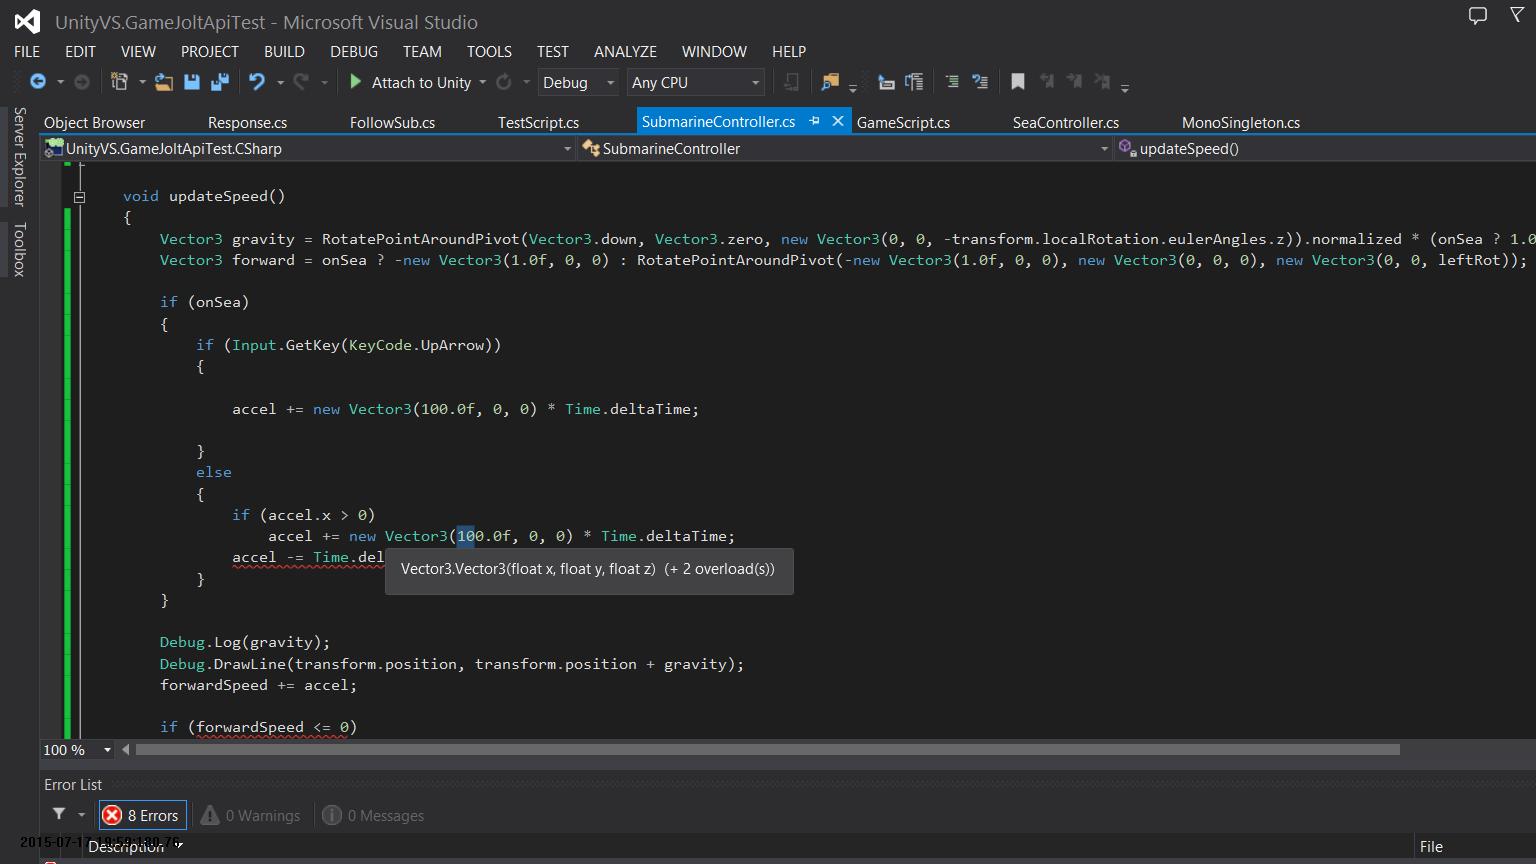 UnityVS.GameJoltApiTest - Microsoft Visual Studio
FILE EDIT VIEW PROJECT BUILD DEBUG TEAM TOOLS TEST ANALYZE WINDOW HELP
Attach to Unity Debug Any CPU
Server Explorer
Toolbox
Object Browser Response.cs FollowSub.cs TestScript.cs SubmarineController.cs GameScript.cs SeaController.cs MonoSingleton.cs
UnityVS.GameJoltApiTest.CSharp SubmarineController updateSpeed()
void updateSpeed()
{
Vector3 gravity = RotatePointAroundPivot(Vector3.down, Vector3.zero, new Vector3(0, 0, -transform.localRotation.eulerAngles.z)).normalized * (onSea ? 1.0
Vector3 forward = onSea ? -new Vector3(1.0f, 0, 0) : RotatePointAroundPivot(-new Vector3(1.0f, 0, 0), new Vector3(0, 0, 0), new Vector3(0, 0, leftRot));
if (onSea)
{
if (Input.GetKey(KeyCode.UpArrow))
{
accel += new Vector3(100.0f, 0, 0) * Time.deltaTime;
}
else
{
if (accel.x > 0)
accel += new Vector3(100.0f, 0, 0) * Time.deltaTime;
accel -= Time.del
Vector3.Vector3(float x, float y, float z) (+ 2 overload(s))
}
}
Debug.Log(gravity);
Debug.DrawLine(transform.position, transform.position + gravity);
forwardSpeed += accel;
if (forwardSpeed <= 0)
100 %
Error List
8 Errors 0 Warnings 0 Messages
Description File